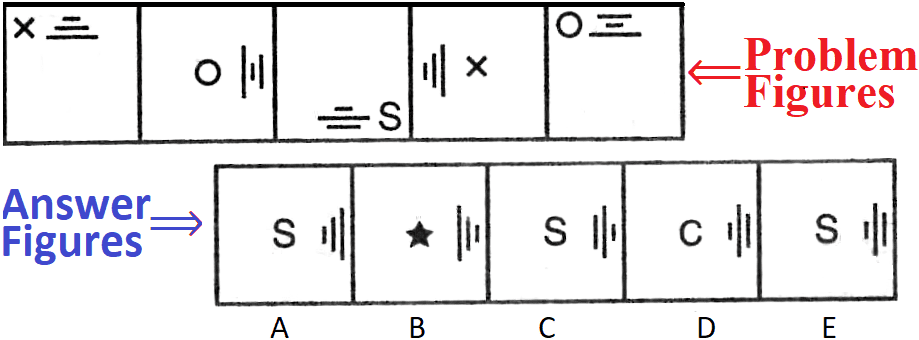 × O S × O
Problem
Figures
Answer
Figures
S ★ S C S
A B C D E